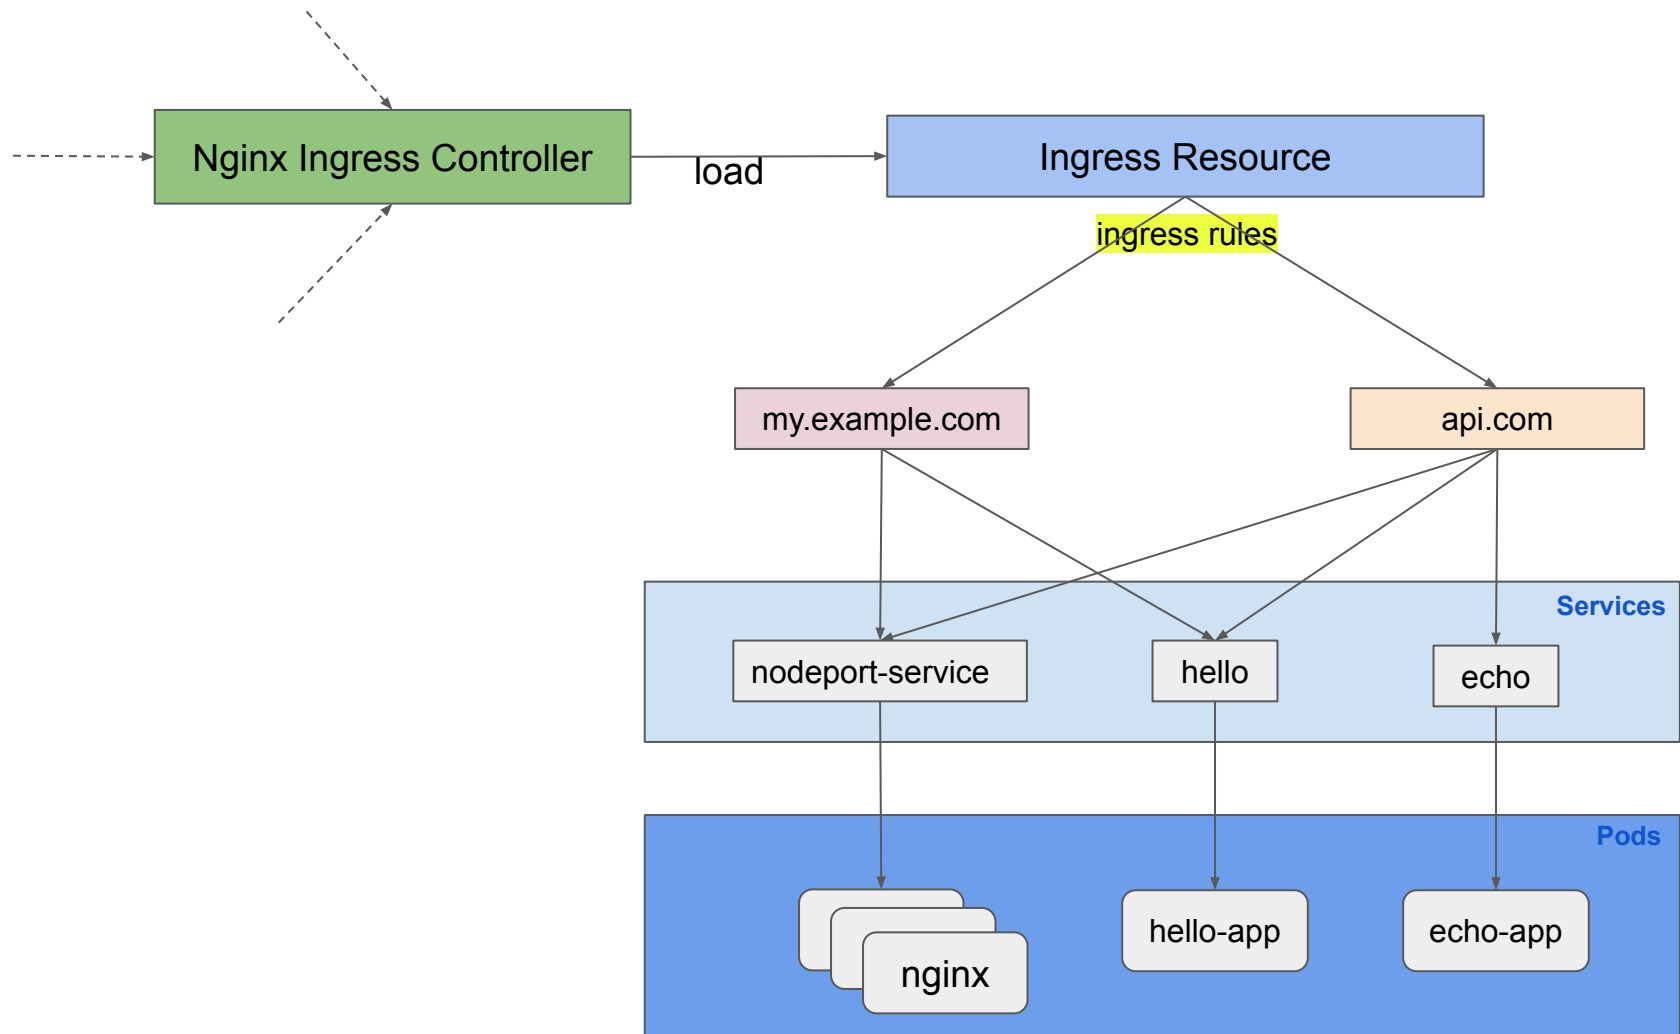 Nginx Ingress Controller
load
Ingress Resource
ingress rules
my.example.com
api.com
Services
nodeport-service
hello
echo
Pods
hello-app
echo-app
nginx